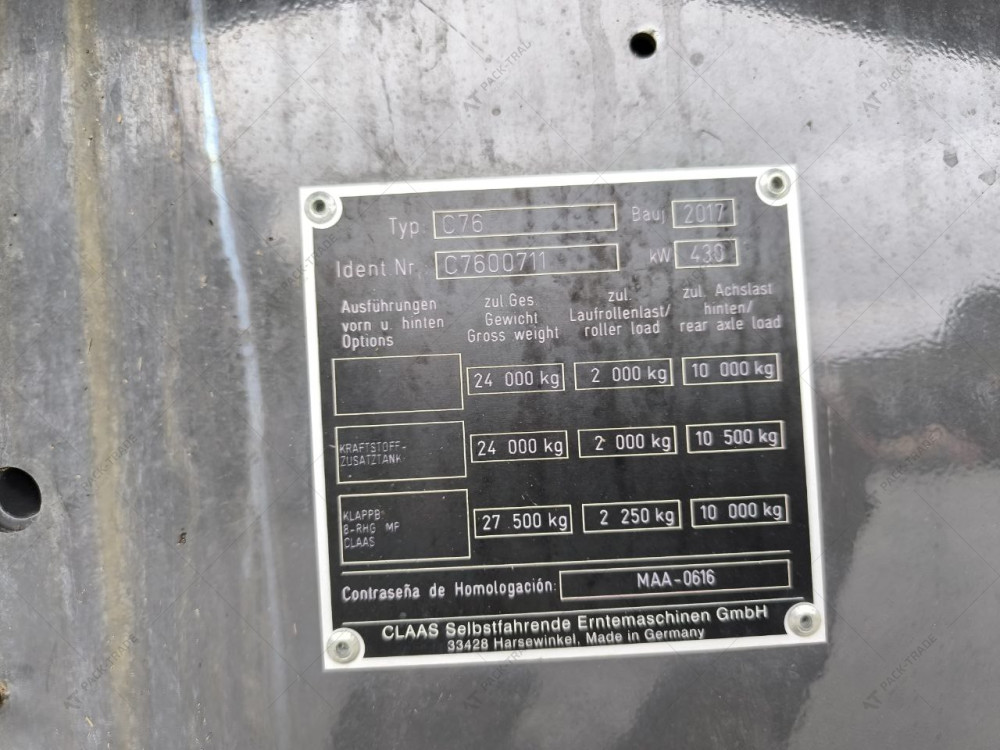 Typ C76 Bauj 2017
Ident Nr. C7600711 kW 430
Ausführungen
vorn u. hinten
Options
zul Ges
Gewicht
Gross weight
zul.
Laufrollenlast/
roller load
zul. Achslast
hinten/
rear axle load
24 000 kg 2 000 kg 10 000 kg
KRAFTSTOFF-
ZUSATZTANK
24 000 kg 2 000 kg 10 500 kg
KLAPPB
8-RHG MF
CLAAS
27 500 kg 2 250 kg 10 000 kg
Contraseña de Homologación: MAA-0616
CLAAS Selbstfahrende Erntemaschinen GmbH
33428 Harsewinkel, Made in Germany
AT PACK-TRADE